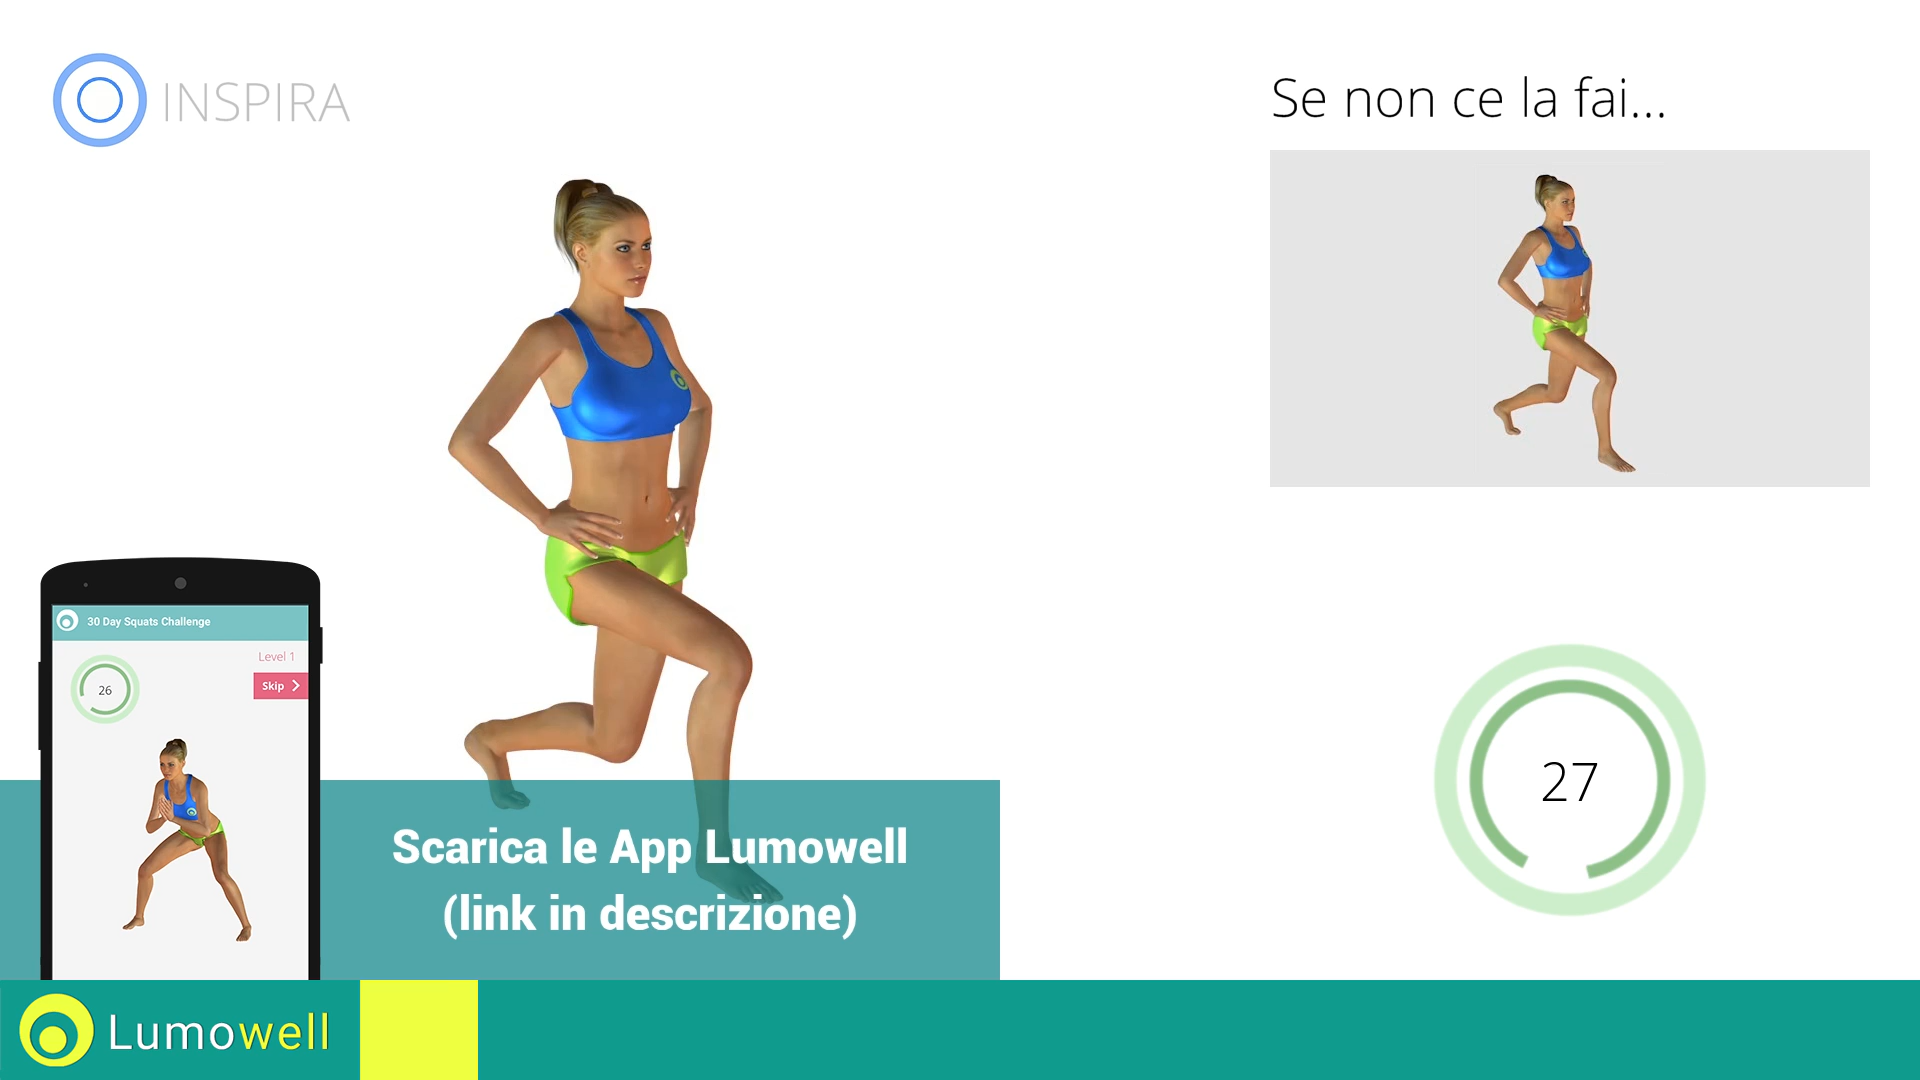 INSPIRA
Se non ce la fai...
30 Day Squats Challenge
Level 1
26
Skip
27
Scarica le App Lumowell
(link in descrizione)
Lumowell